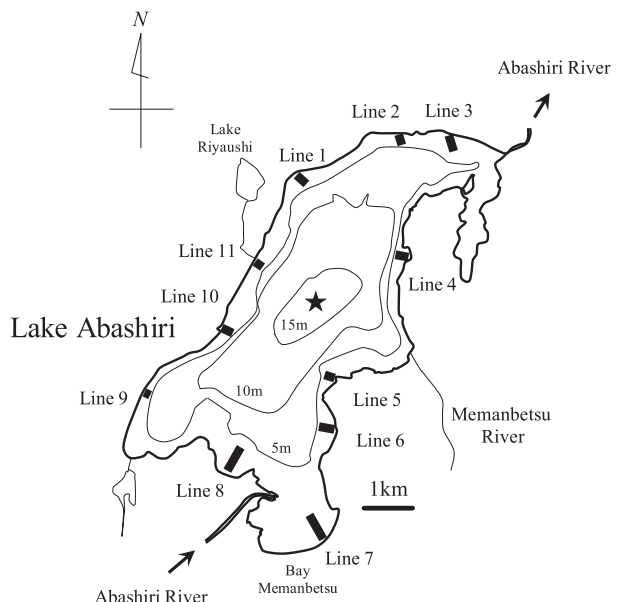 N
Abashiri River
Line 2
Line 3
Lake
Riyaushi
Line 1
Line 11
Line 4
Line 10
Lake Abashiri
15m
Line 9
10m
Line 5
Memanbetsu
River
Line 6
5m
Line 8
1km
Line 7
Bay
Memanbetsu
Abashiri River